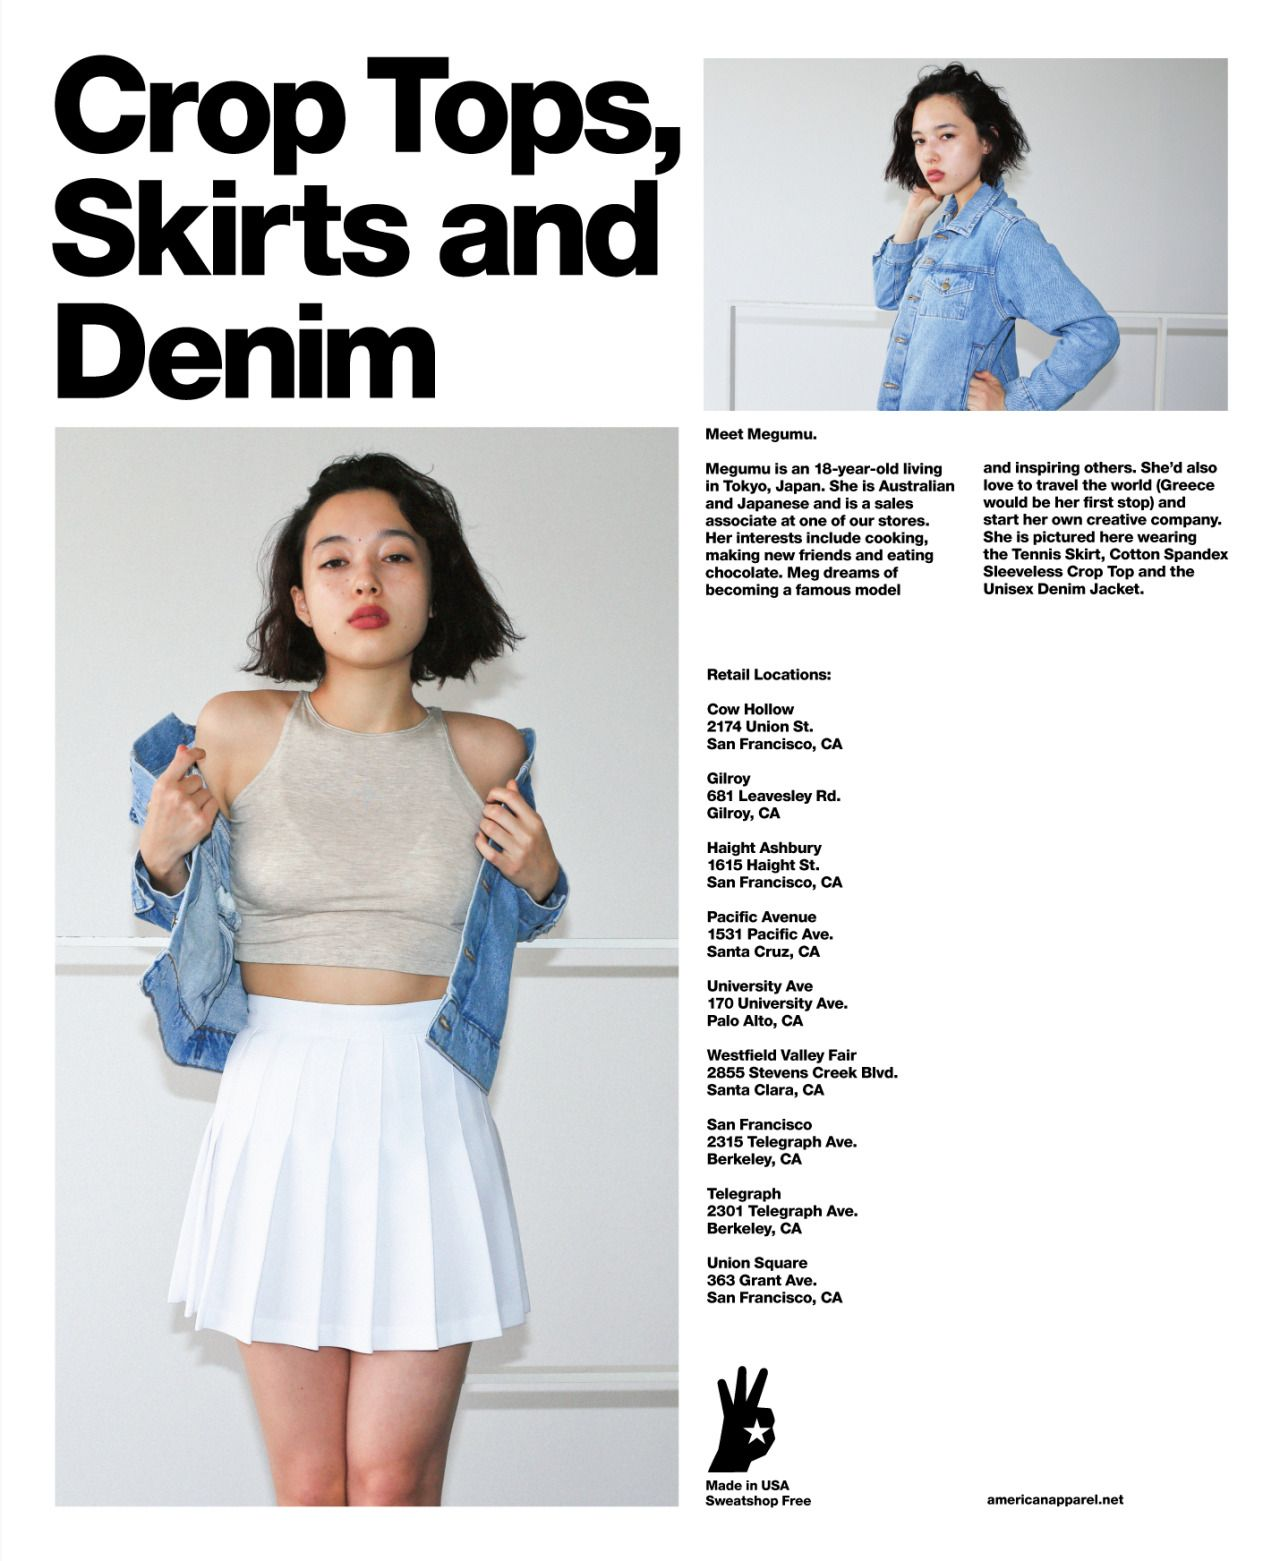 Crop Tops,
Skirts and
Denim
Meet Megumu.
Megumu is an 18-year-old living
in Tokyo, Japan. She is Australian
and Japanese and is a sales
associate at one of our stores.
Her interests include cooking,
making new friends and eating
chocolate. Meg dreams of
becoming a famous model
and inspiring others. She’d also
love to travel the world (Greece
would be her first stop) and
start her own creative company.
She is pictured here wearing
the Tennis Skirt, Cotton Spandex
Sleeveless Crop Top and the
Unisex Denim Jacket.
Retail Locations:
Cow Hollow
2174 Union St.
San Francisco, CA
Gilroy
681 Leavesley Rd.
Gilroy, CA
Haight Ashbury
1615 Haight St.
San Francisco, CA
Pacific Avenue
1531 Pacific Ave.
Santa Cruz, CA
University Ave
170 University Ave.
Palo Alto, CA
Westfield Valley Fair
2855 Stevens Creek Blvd.
Santa Clara, CA
San Francisco
2315 Telegraph Ave.
Berkeley, CA
Telegraph
2301 Telegraph Ave.
Berkeley, CA
Union Square
363 Grant Ave.
San Francisco, CA
Made in USA
Sweatshop Free
americanapparel.net